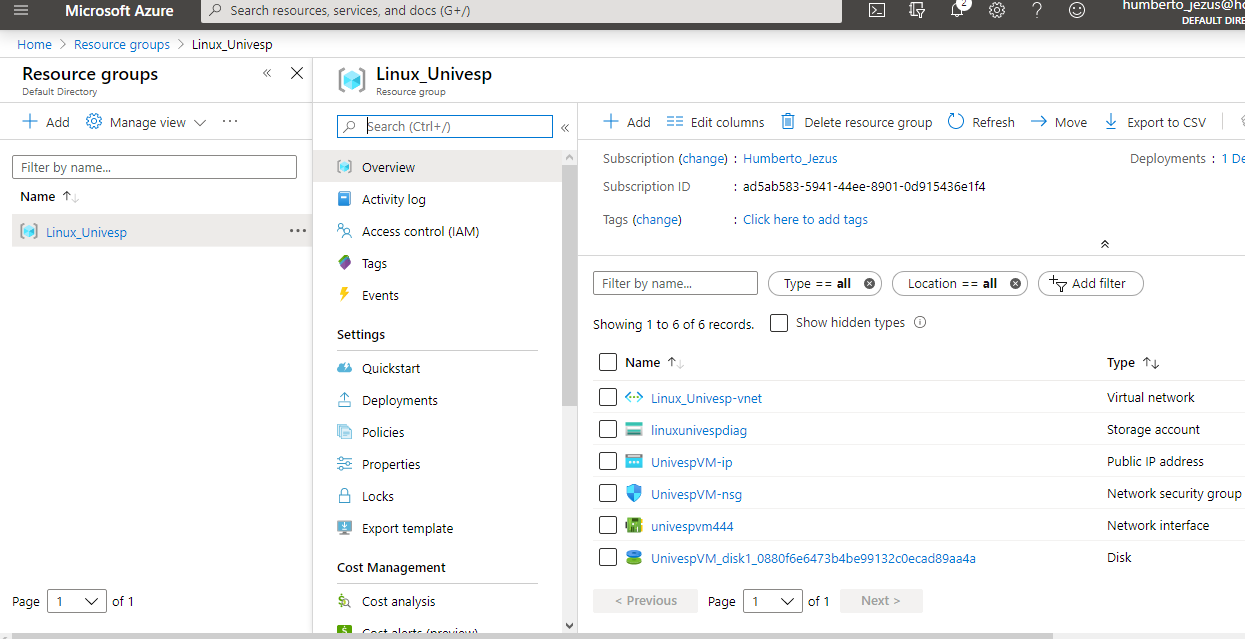 Microsoft Azure
Search resources, services, and docs (G+/)
2
humberto_jezus@
DEFAULT DIRE
Home > Resource groups > Linux_Univesp
Resource groups
Default Directory
« ×
Add Manage view ···
Filter by name...
Name ↑↓
Linux_Univesp ···
Page 1 of 1
Linux_Univesp
Resource group
Search (Ctrl+/) «
Overview
Activity log
Access control (IAM)
Tags
Events
Settings
Quickstart
Deployments
Policies
Properties
Locks
Export template
Cost Management
Cost analysis
Cost alerts (preview)
Add Edit columns Delete resource group Refresh Move Export to CSV
Subscription (change) : Humberto_Jezus
Deployments : 1 De
Subscription ID : ad5ab583-5941-44ee-8901-0d915436e1f4
Tags (change) : Click here to add tags
Filter by name... Type == all Location == all Add filter
Showing 1 to 6 of 6 records. Show hidden types
Name ↑↓ Type ↑↓
Linux_Univesp-vnet Virtual network
linuxunivespdiag Storage account
UnivespVM-ip Public IP address
UnivespVM-nsg Network security group
univespvm444 Network interface
UnivespVM_disk1_0880f6e6473b4be99132c0ecad89aa4a Disk
< Previous Page 1 of 1 Next >